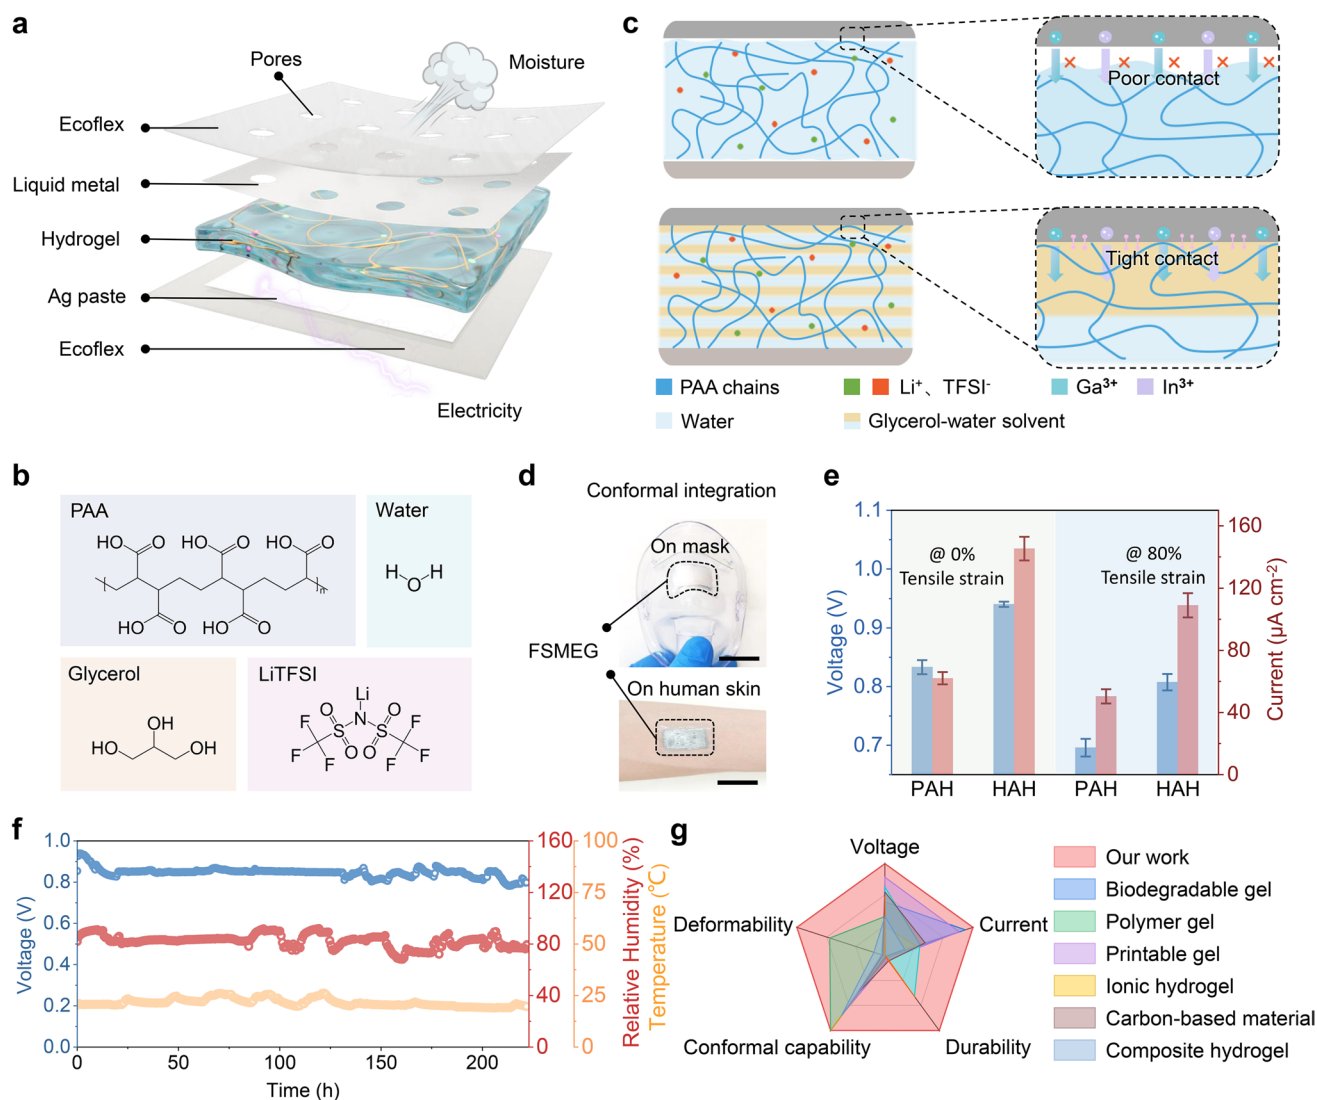 a
Pores
Moisture
Ecoflex
Liquid metal
Hydrogel
Ag paste
Ecoflex
Electricity
c
Poor contact
Tight contact
PAA chains
Li⁺、TFSI⁻
Ga³⁺
In³⁺
Water
Glycerol-water solvent
b
PAA
HO O HO O HO O
n
HO O HO O
Water
H O H
Glycerol
OH
HO OH
LiTFSI
Li
O N O
F S S F
F O O F
F F
d
Conformal integration
On mask
FSMEG
On human skin
e
1.1
1.0
0.9
0.8
0.7
Voltage (V)
@ 0%
Tensile strain
@ 80%
Tensile strain
160
120
80
40
0
Current (μA cm⁻²)
PAH HAH PAH HAH
f
1.0
0.8
0.6
0.4
0.2
0.0
Voltage (V)
160
120
80
40
0
Relative Humidity (%)
100
75
50
25
0
Temperature (℃)
0 50 100 150 200
Time (h)
g
Voltage
Current
Durability
Conformal capability
Deformability
Our work
Biodegradable gel
Polymer gel
Printable gel
Ionic hydrogel
Carbon-based material
Composite hydrogel